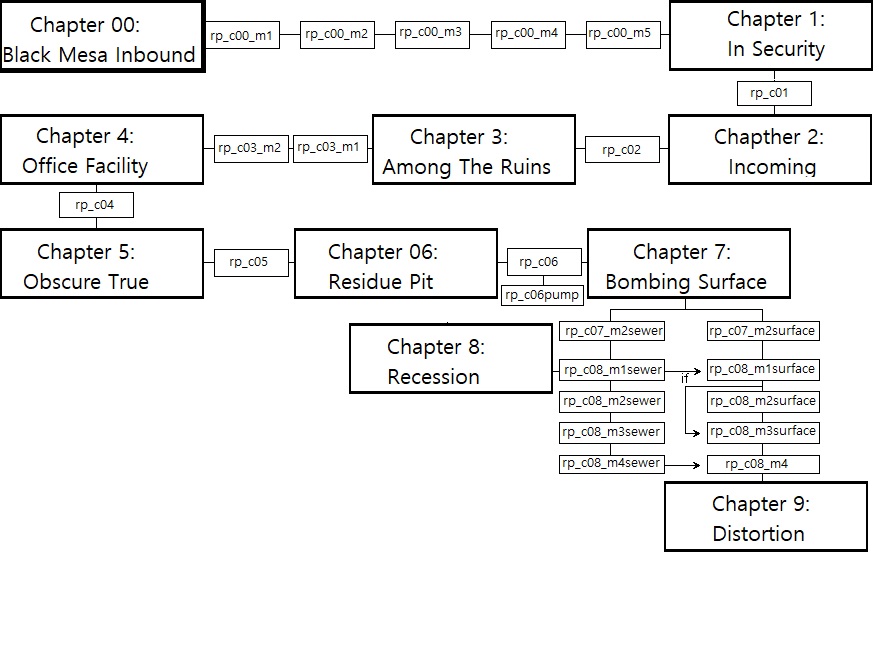 Chapter 00:
Black Mesa Inbound
rp_c00_m1
rp_c00_m2
rp_c00_m3
rp_c00_m4
rp_c00_m5
Chapter 1:
In Security
rp_c01
Chapther 2:
Incoming
rp_c02
Chapter 3:
Among The Ruins
rp_c03_m1
rp_c03_m2
Chapter 4:
Office Facility
rp_c04
Chapter 5:
Obscure True
rp_c05
Chapter 06:
Residue Pit
rp_c06
rp_c06pump
Chapter 7:
Bombing Surface
rp_c07_m2sewer
rp_c07_m2surface
Chapter 8:
Recession
rp_c08_m1sewer
if
rp_c08_m1surface
rp_c08_m2sewer
rp_c08_m2surface
rp_c08_m3sewer
rp_c08_m3surface
rp_c08_m4sewer
rp_c08_m4
Chapter 9:
Distortion